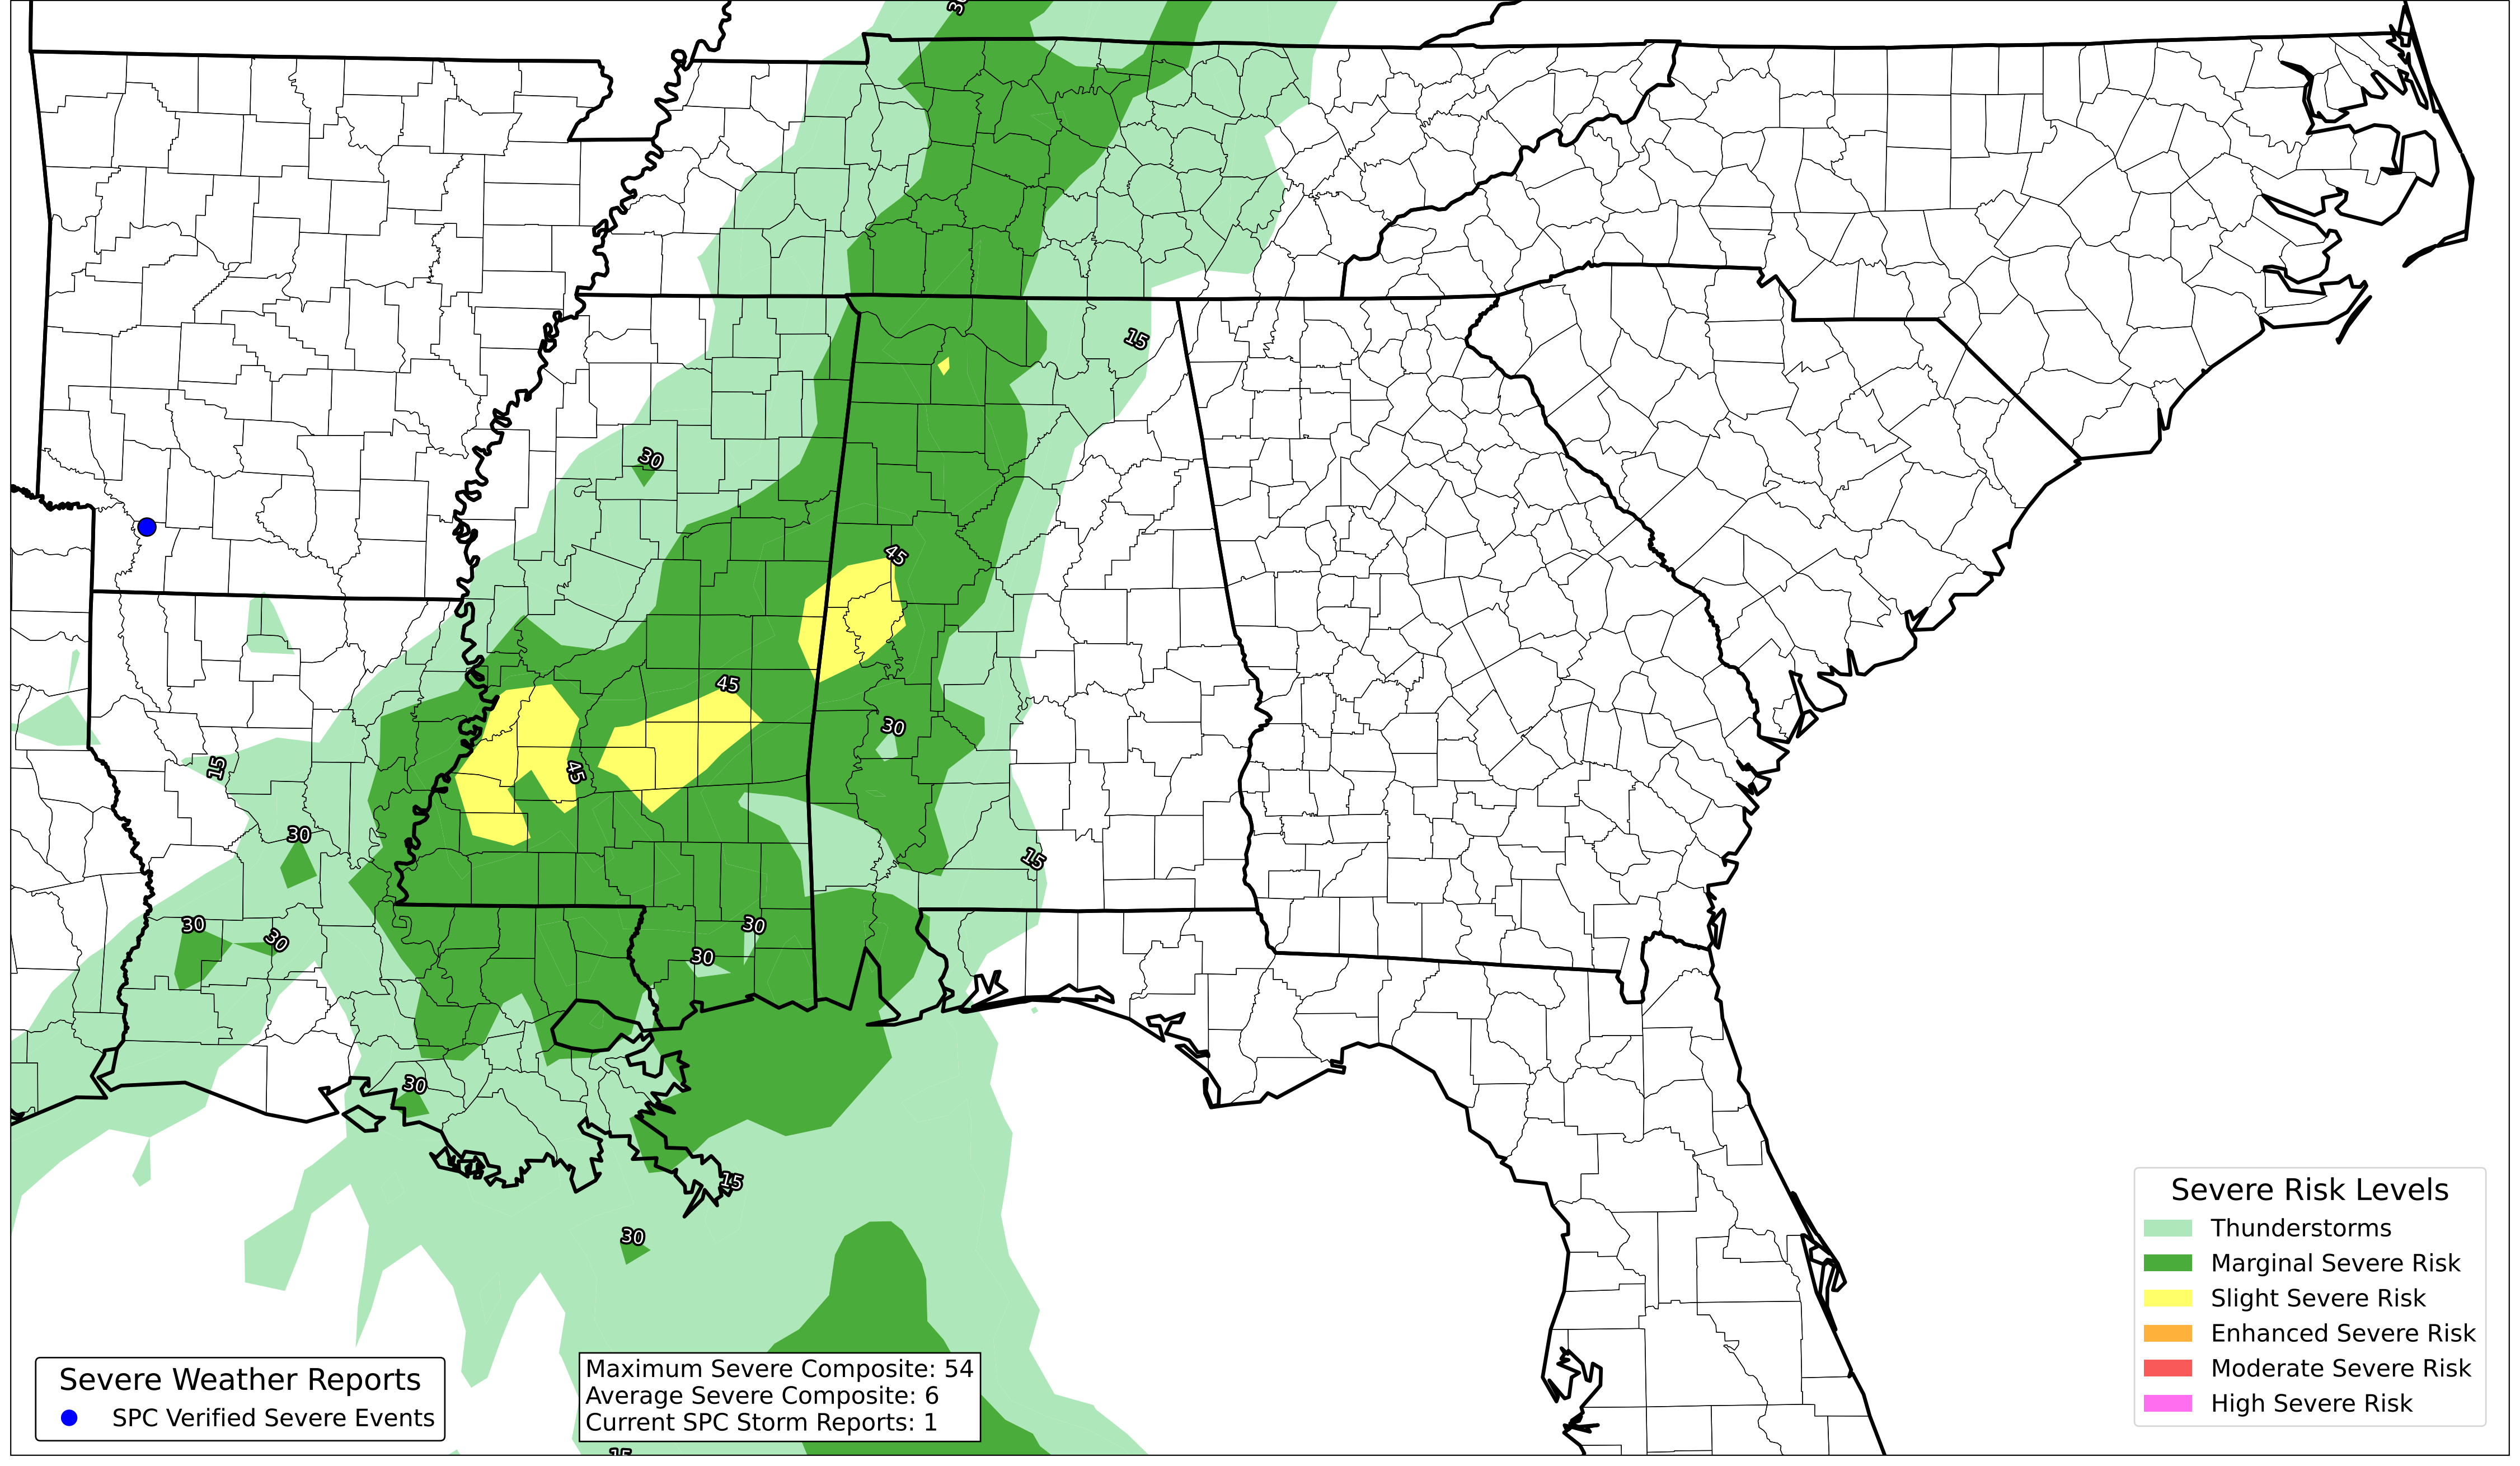 30
15
30
45
45
30
15
45
30
15
30
30
30
30
30
15
30
15
Severe Risk Levels
Thunderstorms
Marginal Severe Risk
Slight Severe Risk
Enhanced Severe Risk
Moderate Severe Risk
High Severe Risk
Severe Weather Reports
SPC Verified Severe Events
Maximum Severe Composite: 54
Average Severe Composite: 6
Current SPC Storm Reports: 1
15